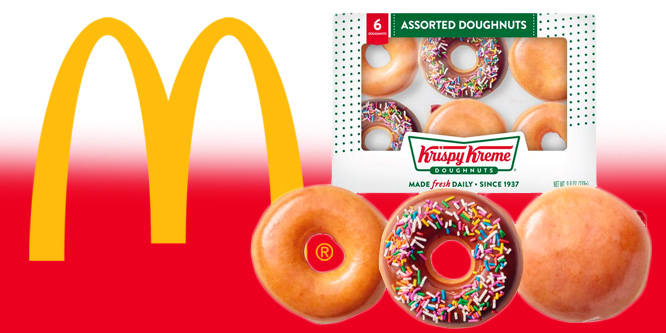 6
DOUGHNUTS
ASSORTED DOUGHNUTS
Krispy Kreme
DOUGHNUTS
MADE fresh DAILY • SINCE 1937
®